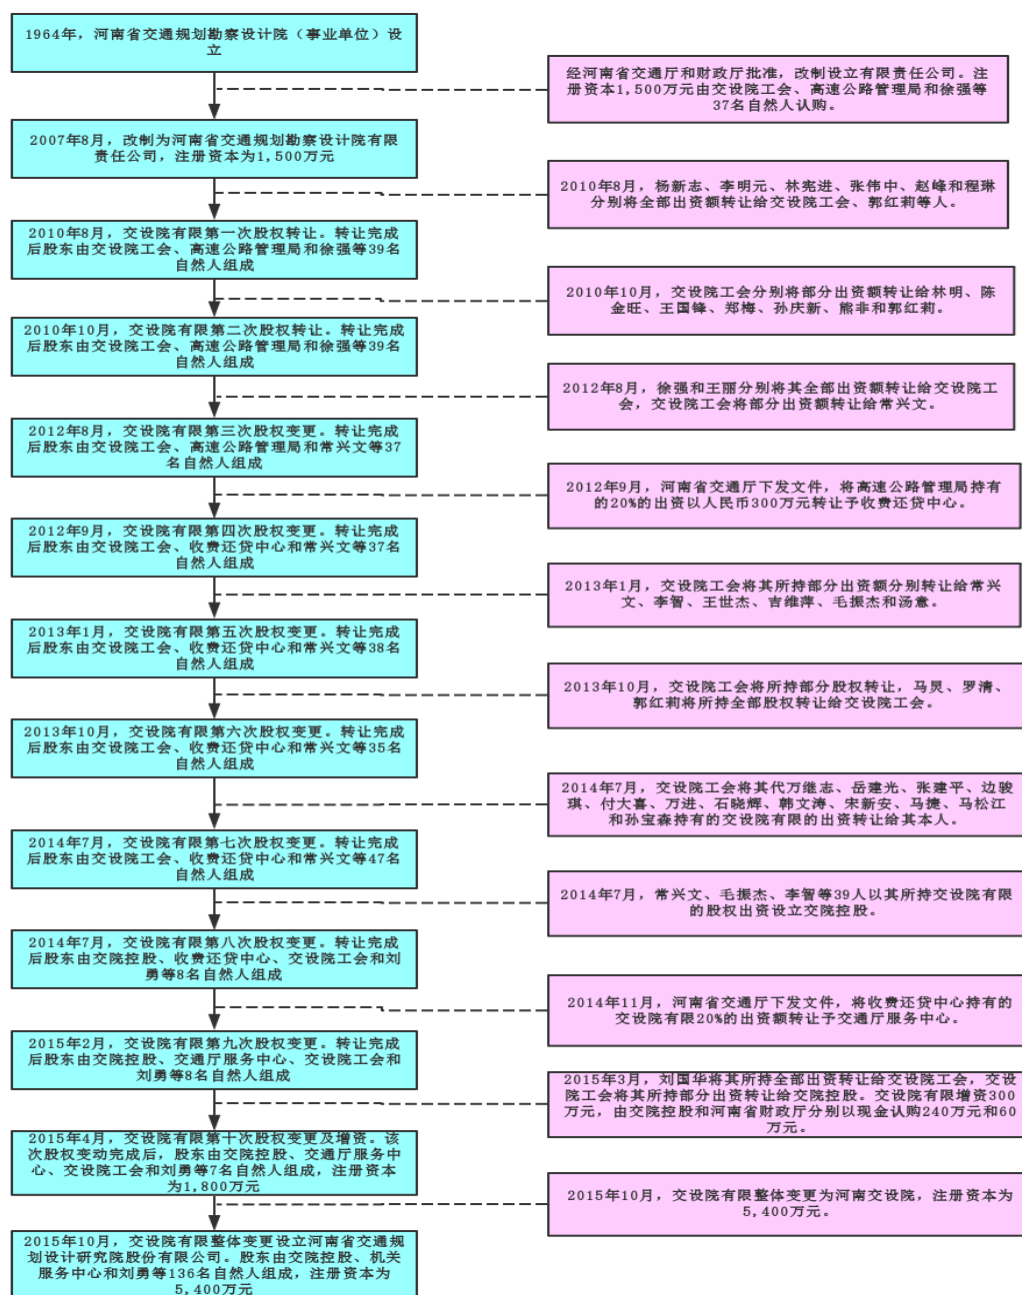 1964年，河南省交通规划勘察设计院（事业单位）设
立
经河南省交通厅和财政厅批准，改制设立有限责任公司。注
册资本1,500万元由交设院工会、高速公路管理局和徐强等
37名自然人认购。
2007年8月，改制为河南省交通规划勘察设计院有限
责任公司，注册资本为1,500万元
2010年8月，杨新志、李明元、林宪进、张伟中、赵峰和程琳
分别将全部出资额转让给交设院工会、郭红莉等人。
2010年8月，交设院有限第一次股权转让。转让完成
后股东由交设院工会、高速公路管理局和徐强等39名
自然人组成
2010年10月，交设院工会分别将部分出资额转让给林明、陈
金旺、王国锋、郑梅、孙庆新、熊非和郭红莉。
2010年10月，交设院有限第二次股权转让。转让完成
后股东由交设院工会、高速公路管理局和徐强等39名
自然人组成
2012年8月，徐强和王丽分别将其全部出资额转让给交设院工
会，交设院工会将部分出资额转让给常兴文。
2012年8月，交设院有限第三次股权变更。转让完成
后股东由交设院工会、高速公路管理局和常兴文等37
名自然人组成
2012年9月，河南省交通厅下发文件，将高速公路管理局持有
的20%的出资以人民币300万元转让予收费还贷中心。
2012年9月，交设院有限第四次股权变更。转让完成
后股东由交设院工会、收费还贷中心和常兴文等37名
自然人组成
2013年1月，交设院工会将其所持部分出资额分别转让给常兴
文、李智、王世杰、吉维萍、毛振杰和汤意。
2013年1月，交设院有限第五次股权变更。转让完成
后股东由交设院工会、收费还贷中心和常兴文等38名
自然人组成
2013年10月，交设院工会将所持部分股权转让，马炅、罗清、
郭红莉将所持全部股权转让给交设院工会。
2013年10月，交设院有限第六次股权变更。转让完成
后股东由交设院工会、收费还贷中心和常兴文等35名
自然人组成
2014年7月，交设院工会将其代万继志、岳建光、张建平、边骏
琪、付大喜、万进、石晓辉、韩文涛、宋新安、马捷、马松江
和孙宝森持有的交设院有限的出资转让给其本人。
2014年7月，交设院有限第七次股权变更。转让完成
后股东由交设院工会、收费还贷中心和常兴文等47名
自然人组成
2014年7月，常兴文、毛振杰、李智等39人以其所持交设院有限
的股权出资设立交院控股。
2014年7月，交设院有限第八次股权变更。转让完成
后股东由交院控股、收费还贷中心、交设院工会和刘
勇等8名自然人组成
2014年11月，河南省交通厅下发文件，将收费还贷中心持有的
交设院有限20%的出资额转让予交通厅服务中心。
2015年2月，交设院有限第九次股权变更。转让完成
后股东由交院控股、交通厅服务中心、交设院工会和
刘勇等8名自然人组成
2015年3月，刘国华将其所持全部出资转让给交设院工会，交设
院工会将其所持部分出资转让给交院控股。交设院有限增资300
万元，由交院控股和河南省财政厅分别以现金认购240万元和60
万元。
2015年4月，交设院有限第十次股权变更及增资。该
次股权变动完成后，股东由交院控股、交通厅服务中
心、交设院工会和刘勇等7名自然人组成，注册资本
为1,800万元
2015年10月，交设院有限整体变更为河南交设院，注册资本为
5,400万元。
2015年10月，交设院有限整体变更设立河南省交通规
划设计研究院股份有限公司。股东由交院控股、机关
服务中心和刘勇等136名自然人组成，注册资本为
5,400万元